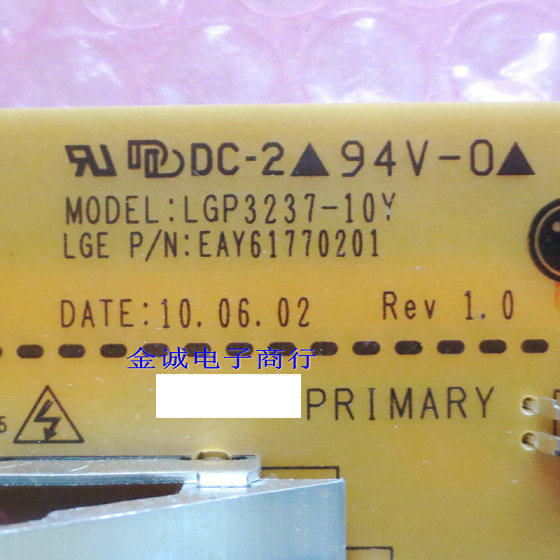 DC-2▲94V-0▲
MODEL:LGP3237-10Y
LGE P/N:EAY61770201
DATE:10.06.02 Rev 1.0
金诚电子商行
PRIMARY
5